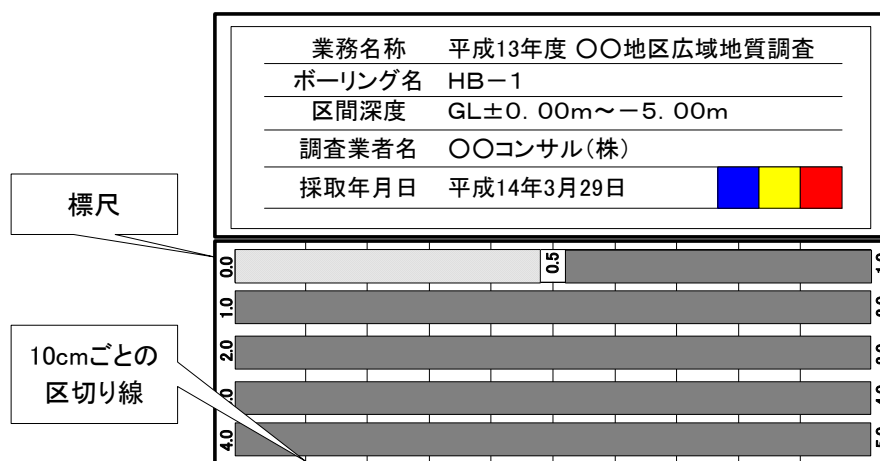 業務名称 平成13年度 〇〇地区広域地質調査
ボーリング名 HB－1
区間深度 GL±0．00m～－5．00m
調査業者名 〇〇コンサル（株）
採取年月日 平成14年3月29日
標尺
0.0
0.5
1.0
2.0
10cmごとの
区切り線
4.0